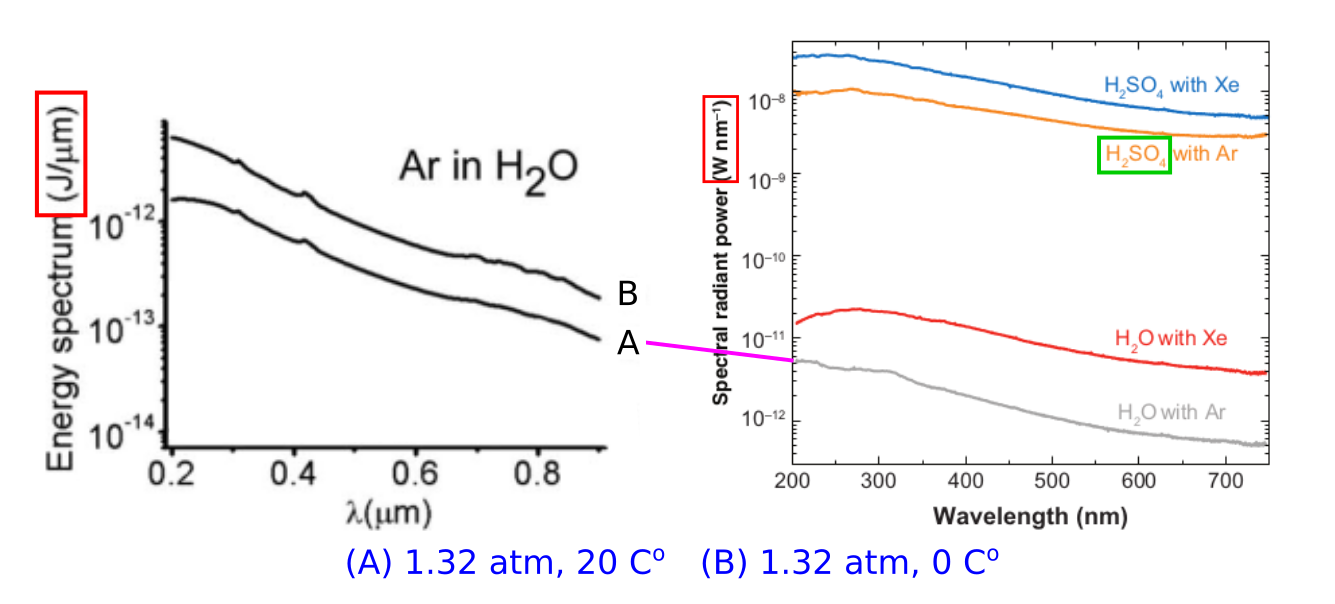 Energy spectrum (J/μm)
10⁻¹²
10⁻¹³
10⁻¹⁴
Ar in H₂O
B
A
0.2 0.4 0.6 0.8
λ(μm)
Spectral radiant power (W nm⁻¹)
10⁻⁸
10⁻⁹
10⁻¹⁰
10⁻¹¹
10⁻¹²
H₂SO₄ with Xe
H₂SO₄ with Ar
H₂O with Xe
H₂O with Ar
200 300 400 500 600 700
Wavelength (nm)
(A) 1.32 atm, 20 Cº (B) 1.32 atm, 0 Cº